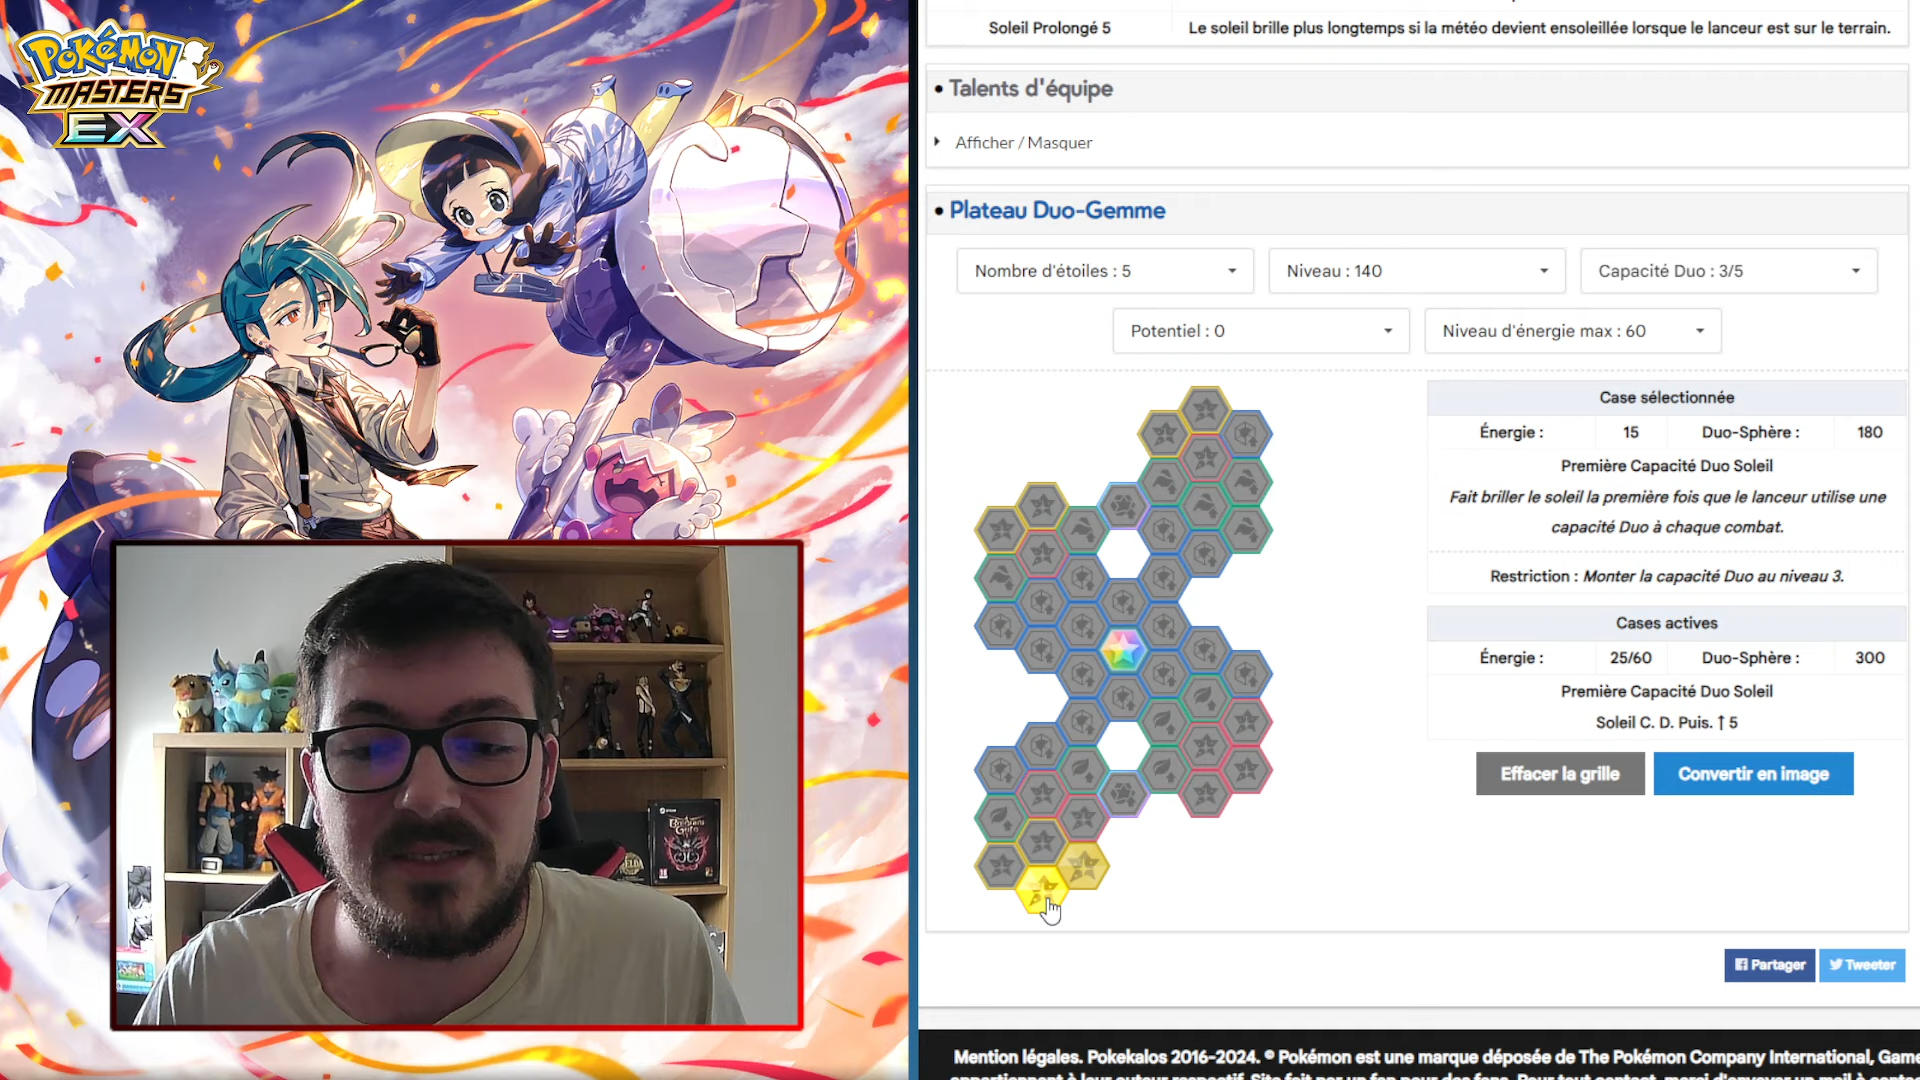 POKÉMON
MASTERS
EX
Soleil Prolongé 5
Le soleil brille plus longtemps si la météo devient ensoleillée lorsque le lanceur est sur le terrain.
• Talents d'équipe
Afficher / Masquer
• Plateau Duo-Gemme
Nombre d'étoiles : 5
Niveau : 140
Capacité Duo : 3/5
Potentiel : 0
Niveau d'énergie max : 60
Case sélectionnée
Énergie : 15 Duo-Sphère : 180
Première Capacité Duo Soleil
Fait briller le soleil la première fois que le lanceur utilise une
capacité Duo à chaque combat.
Restriction : Monter la capacité Duo au niveau 3.
Cases actives
Énergie : 25/60 Duo-Sphère : 300
Première Capacité Duo Soleil
Soleil C. D. Puis. ↑ 5
Effacer la grille
Convertir en image
Partager
Tweeter
Mention légales. Pokekalos 2016-2024. © Pokémon est une marque déposée de The Pokémon Company International, Game